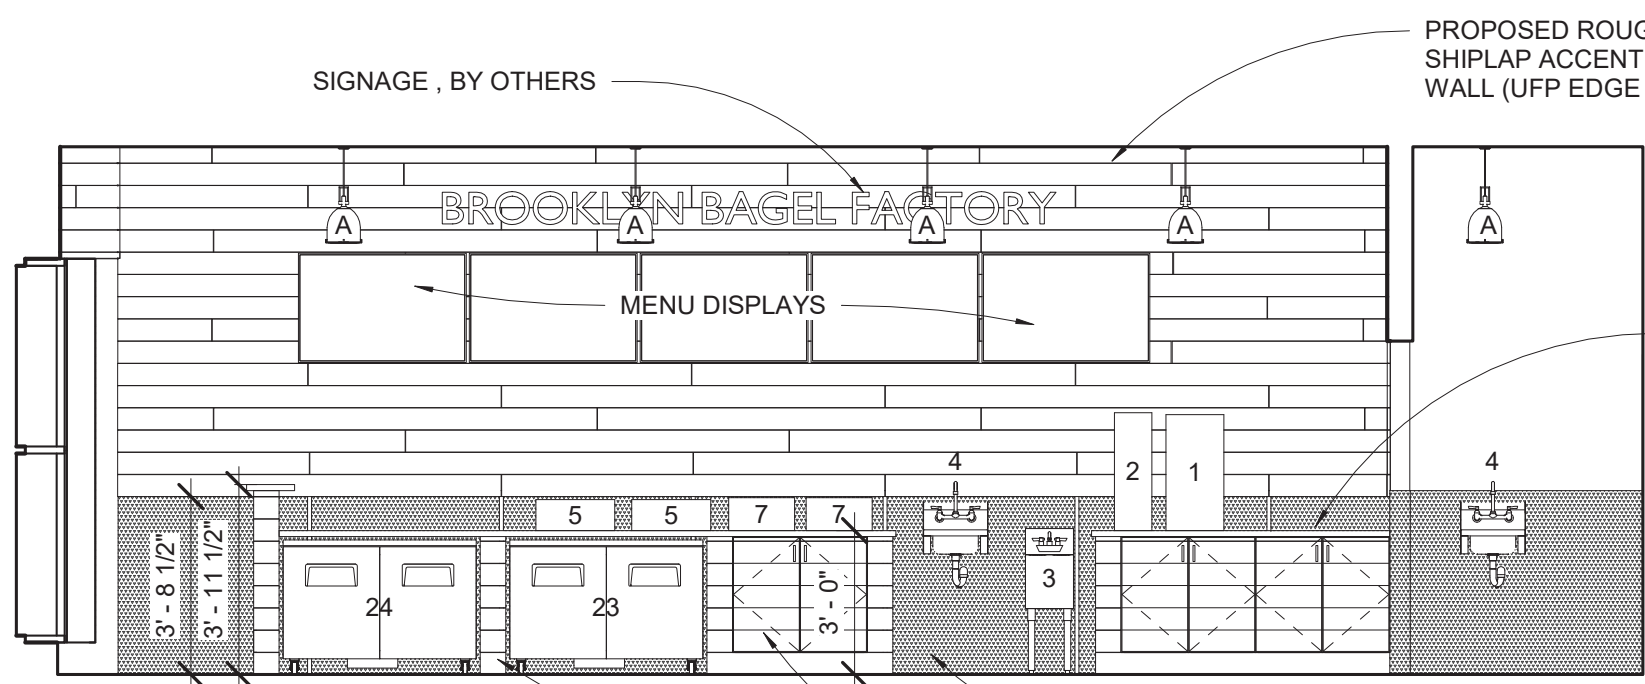 PROPOSED ROUG
SIGNAGE , BY OTHERS
SHIPLAP ACCENT
WALL (UFP EDGE
BROOKLYN BAGEL FACTORY
A A A A A
MENU DISPLAYS
4 2 1 4
5 5 7 7
3' - 8 1/2" 3' - 11 1/2" 24 23 3' - 0" 3